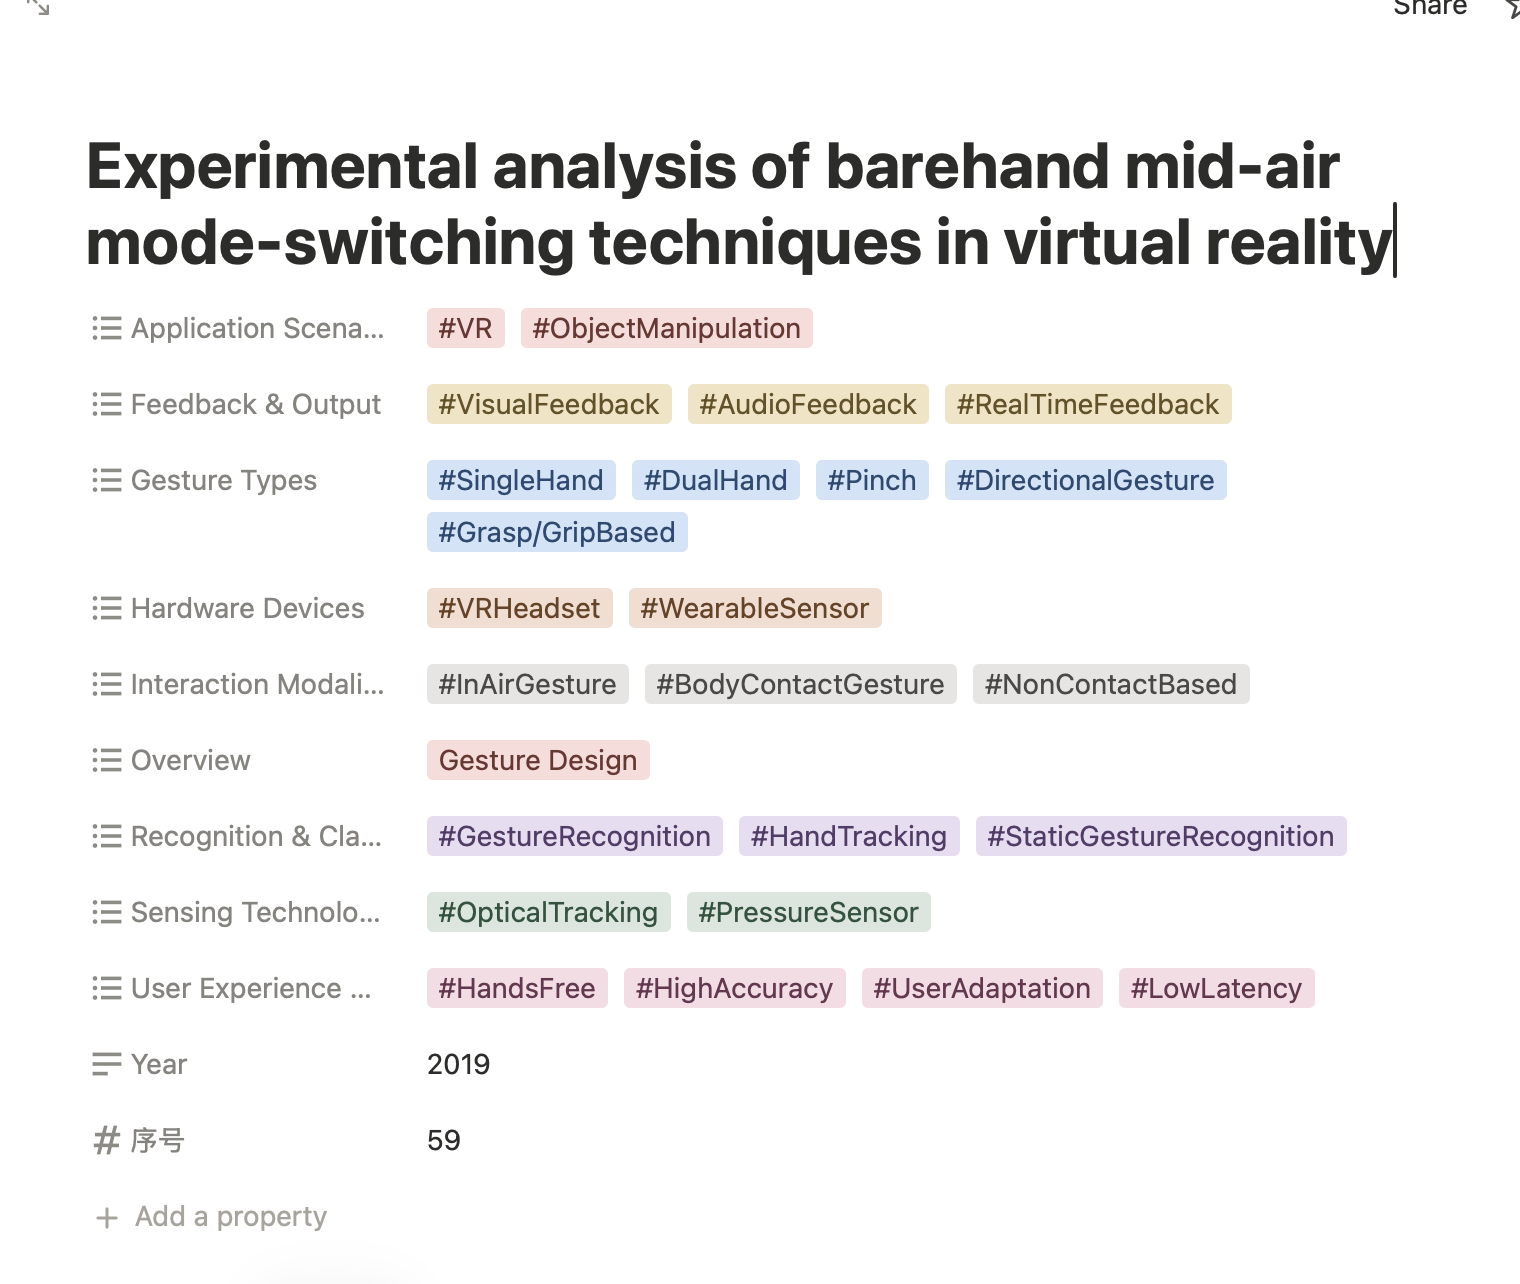 Share
Experimental analysis of barehand mid-air
mode-switching techniques in virtual reality
Application Scena... #VR #ObjectManipulation
Feedback & Output #VisualFeedback #AudioFeedback #RealTimeFeedback
Gesture Types #SingleHand #DualHand #Pinch #DirectionalGesture
#Grasp/GripBased
Hardware Devices #VRHeadset #WearableSensor
Interaction Modali... #InAirGesture #BodyContactGesture #NonContactBased
Overview Gesture Design
Recognition & Cla... #GestureRecognition #HandTracking #StaticGestureRecognition
Sensing Technolo... #OpticalTracking #PressureSensor
User Experience ... #HandsFree #HighAccuracy #UserAdaptation #LowLatency
Year 2019
序号 59
Add a property